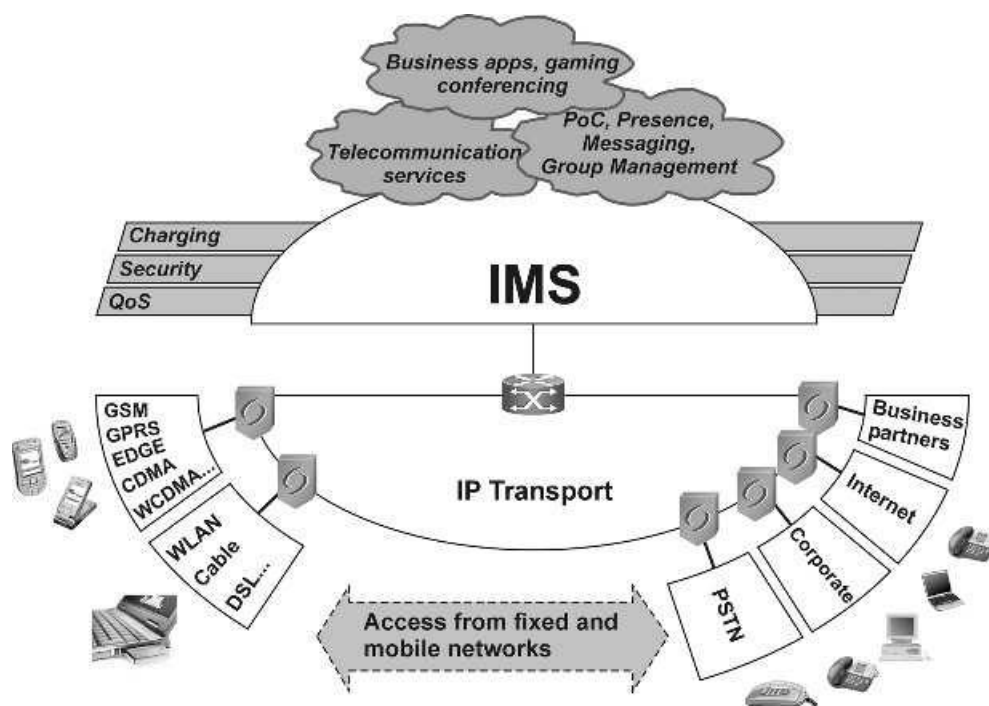 Business apps, gaming
conferencing
PoC, Presence,
Messaging,
Group Management
Telecommunication
services
Charging
Security
QoS
IMS
GSM
GPRS
EDGE
CDMA
WCDMA...
WLAN
Cable
DSL...
IP Transport
Business
partners
Internet
Corporate
PSTN
Access from fixed and
mobile networks